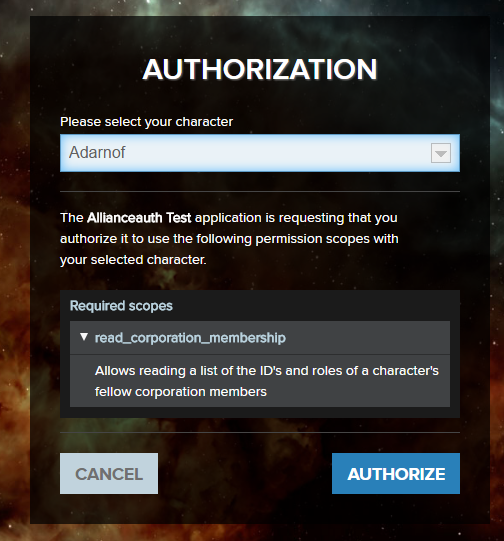 AUTHORIZATION
Please select your character
Adarnof
The Allianceauth Test application is requesting that you
authorize it to use the following permission scopes with
your selected character.
Required scopes
read_corporation_membership
Allows reading a list of the ID's and roles of a character's
fellow corporation members
CANCEL
AUTHORIZE